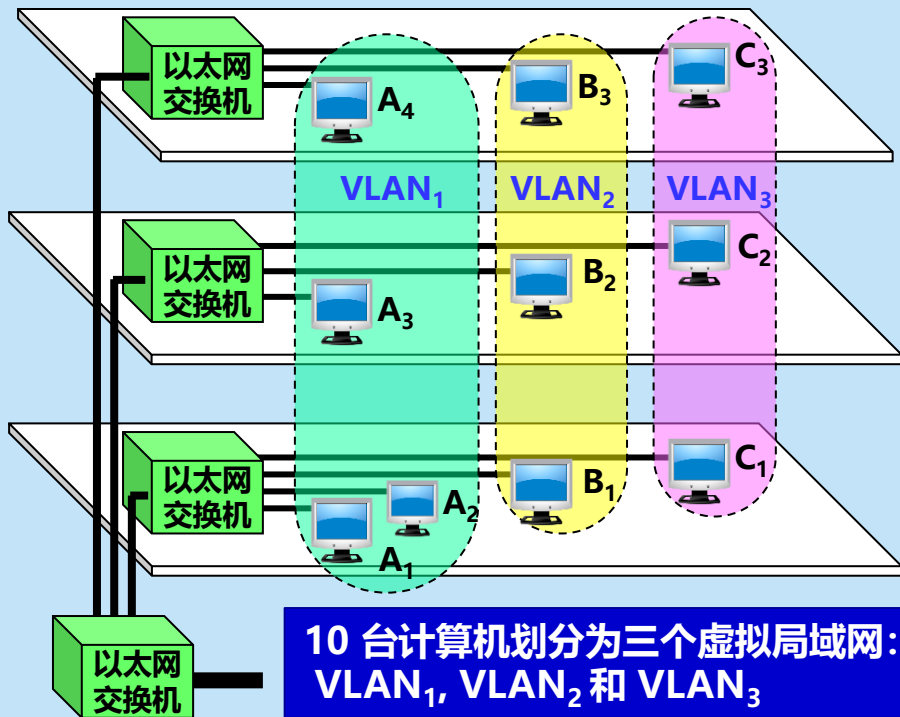 以太网
交换机
A₄
B₃
C₃
VLAN₁
VLAN₂
VLAN₃
以太网
交换机
A₃
B₂
C₂
以太网
交换机
A₁
A₂
B₁
C₁
以太网
交换机
10 台计算机划分为三个虚拟局域网：
VLAN₁, VLAN₂ 和 VLAN₃